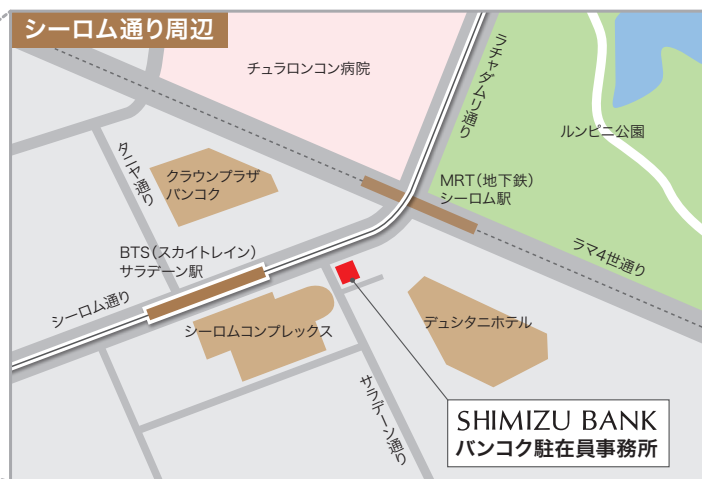 シーロム通り周辺
チュラロンコン病院
ラチャダムリ通り
ルンピニ公園
タニヤ通り
クラウンプラザ
バンコク
MRT(地下鉄)
シーロム駅
BTS(スカイトレイン)
サラデーン駅
ラマ4世通り
シーロム通り
シーロムコンプレックス
デュシタニホテル
サラデーン通り
SHIMIZU BANK
バンコク駐在員事務所